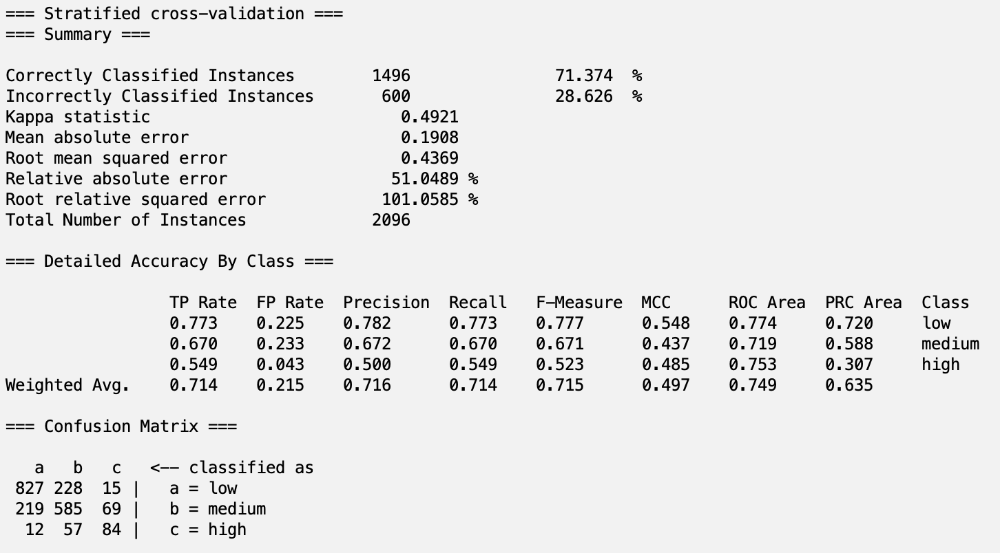 === Stratified cross-validation ===
=== Summary ===

Correctly Classified Instances        1496               71.374  %
Incorrectly Classified Instances       600               28.626  %
Kappa statistic                          0.4921
Mean absolute error                      0.1908
Root mean squared error                  0.4369
Relative absolute error                 51.0489 %
Root relative squared error            101.0585 %
Total Number of Instances             2096

=== Detailed Accuracy By Class ===

                 TP Rate  FP Rate  Precision  Recall   F-Measure  MCC      ROC Area  PRC Area  Class
                 0.773    0.225    0.782      0.773    0.777      0.548    0.774     0.720     low
                 0.670    0.233    0.672      0.670    0.671      0.437    0.719     0.588     medium
                 0.549    0.043    0.500      0.549    0.523      0.485    0.753     0.307     high
Weighted Avg.    0.714    0.215    0.716      0.714    0.715      0.497    0.749     0.635

=== Confusion Matrix ===

   a   b   c   <-- classified as
 827 228  15 |   a = low
 219 585  69 |   b = medium
  12  57  84 |   c = high